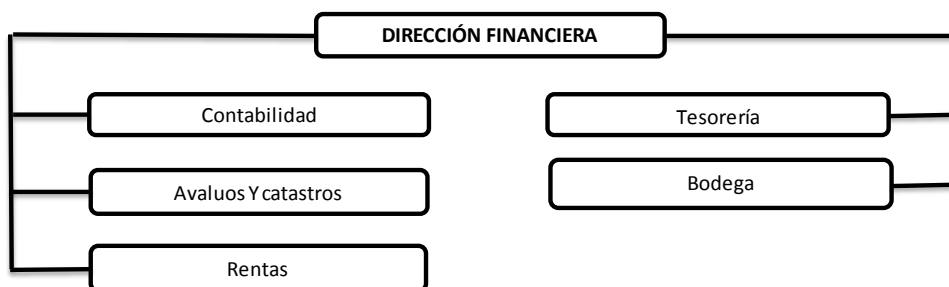 DIRECCIÓN FINANCIERA
Contabilidad
Tesorería
Avaluos Y catastros
Bodega
Rentas